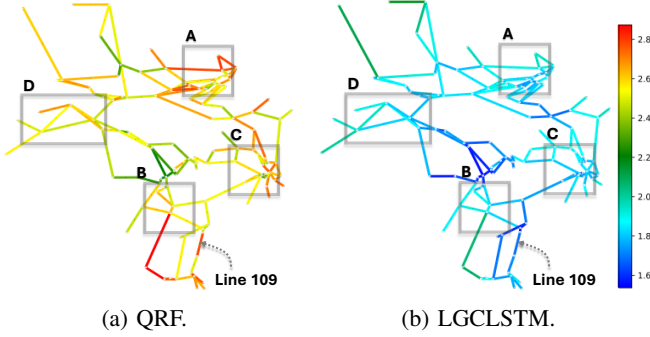 A
D
C
B
Line 109
(a) QRF.
A
D
C
B
Line 109
(b) LGCLSTM.
2.8
2.6
2.4
2.2
2.0
1.8
1.6